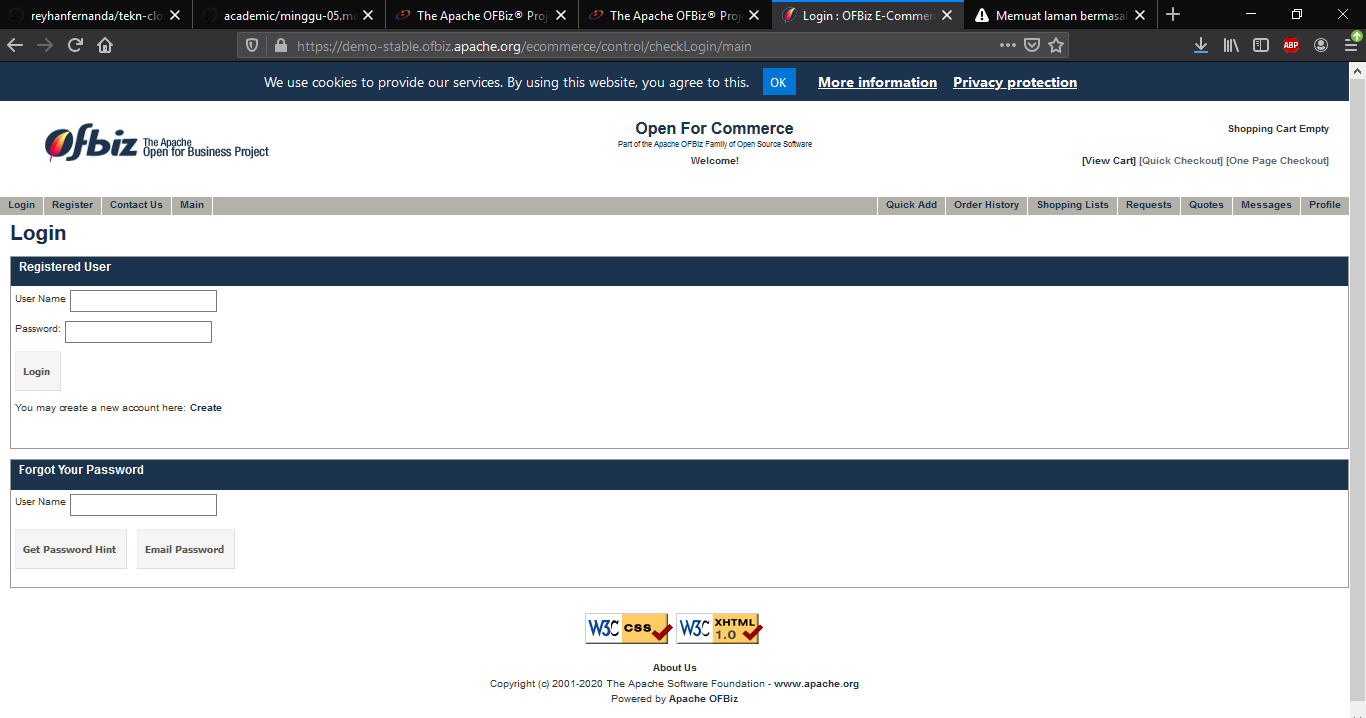 reyhanfernanda/tekn-clo
academic/minggu-05.m
The Apache OFBiz® Proj
The Apache OFBiz® Proj
Login : OFBiz E-Commer
Memuat laman bermasal
https://demo-stable.ofbiz.apache.org/ecommerce/control/checkLogin/main
ABP
We use cookies to provide our services. By using this website, you agree to this. OK More information Privacy protection
Ofbiz The Apache
Open for Business Project
Open For Commerce
Part of the Apache OFBiz Family of Open Source Software
Welcome!
Shopping Cart Empty
[View Cart] [Quick Checkout] [One Page Checkout]
Login Register Contact Us Main Quick Add Order History Shopping Lists Requests Quotes Messages Profile
Login
Registered User
User Name
Password:
Login
You may create a new account here: Create
Forgot Your Password
User Name
Get Password Hint Email Password
W3C css W3C XHTML 1.0
About Us
Copyright (c) 2001-2020 The Apache Software Foundation - www.apache.org
Powered by Apache OFBiz